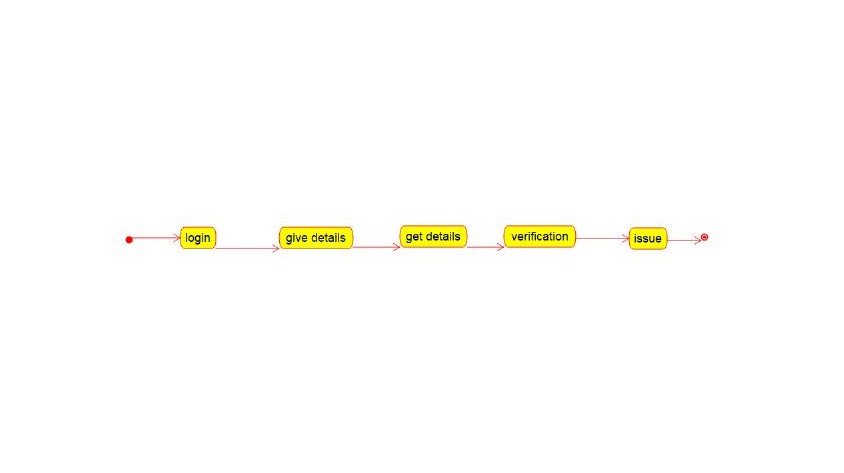 login
give details
get details
verification
issue